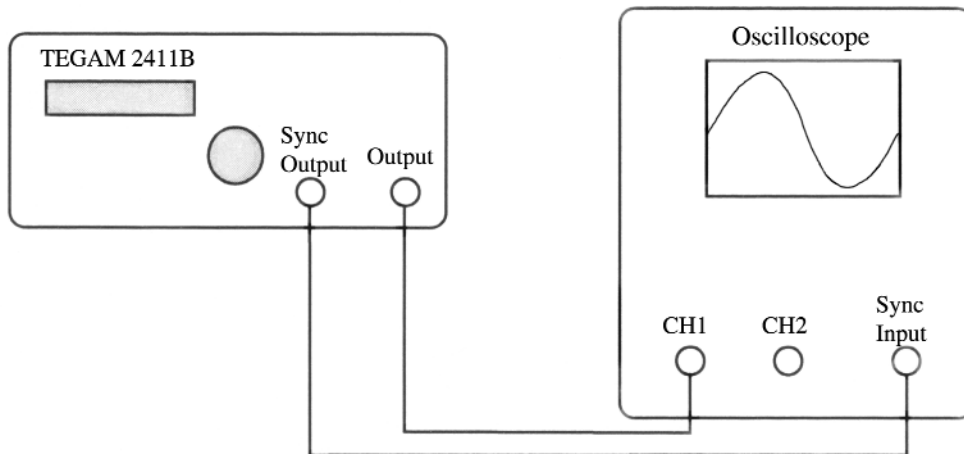 TEGAM 2411B
Sync
Output
Output
Oscilloscope
CH1
CH2
Sync
Input